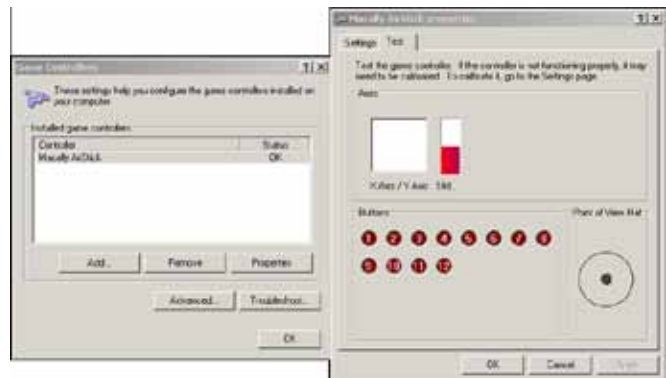 Game Controllers
These settings help you configure the game controllers installed on
your computer.
Installed game controllers
Controller Status
Macally AirStick OK
Add... Remove Properties
Advanced... Troubleshoot...
OK
Macally AirStick properties
Settings Test
Test the game controller. If the controller is not functioning properly, it may
need to be calibrated. To calibrate it, go to the Settings page.
Axes
X Axis / Y Axis
Buttons
Point of View Hat
1 2 3 4 5 6 7 8
9 10 11 12
OK Cancel Apply